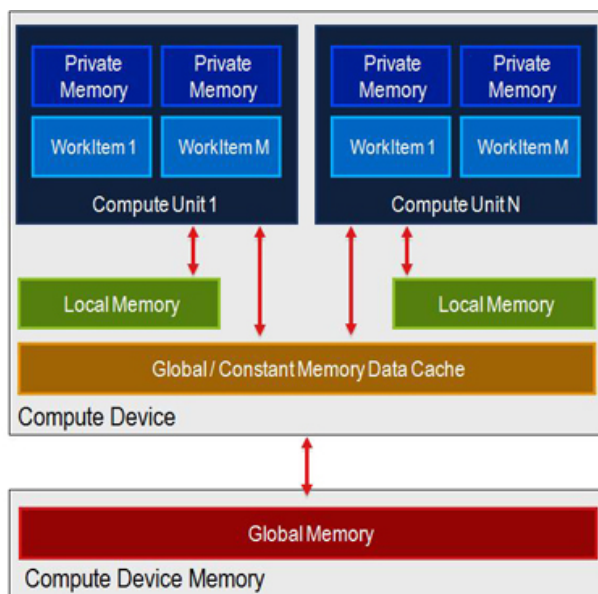 Private Memory
Private Memory
WorkItem 1
WorkItem M
Compute Unit 1
Private Memory
Private Memory
WorkItem 1
WorkItem M
Compute Unit N
Local Memory
Local Memory
Global / Constant Memory Data Cache
Compute Device
Global Memory
Compute Device Memory